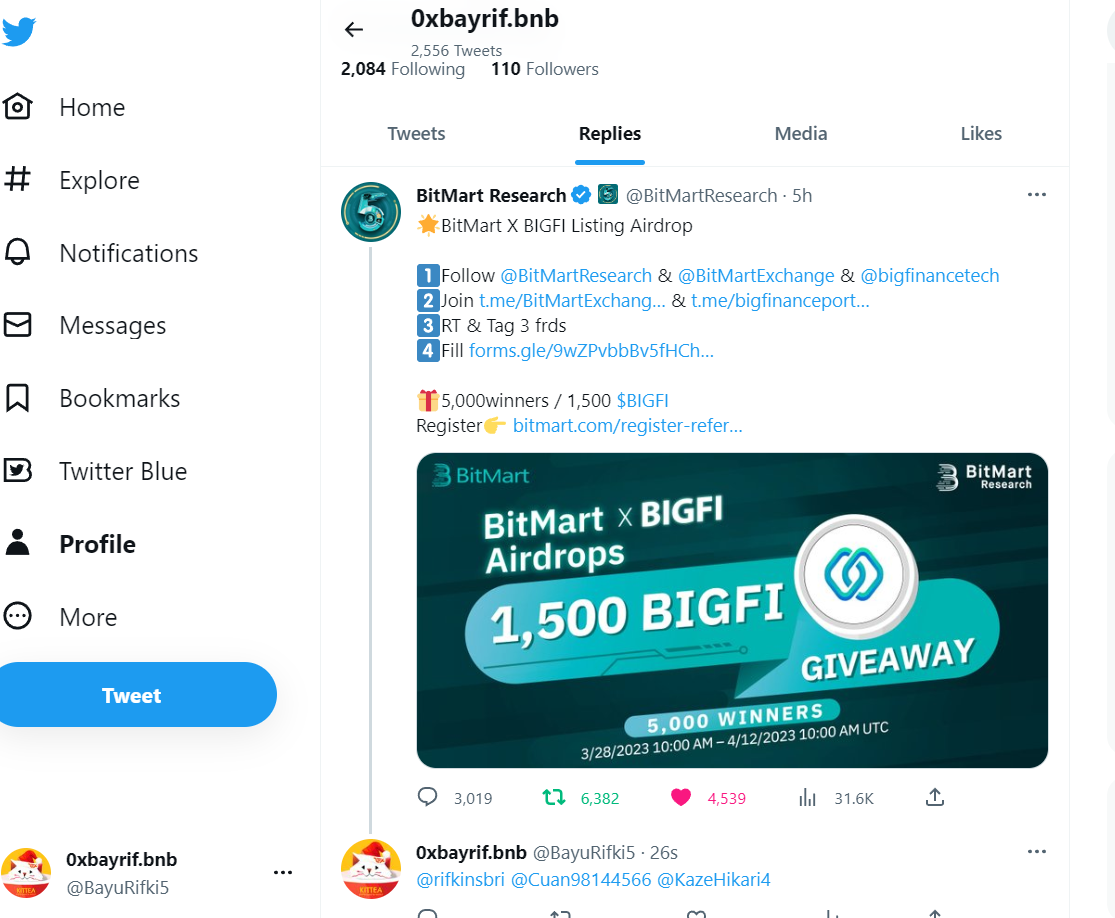 0xbayrif.bnb
2,556 Tweets
2,084 Following 110 Followers
Home
Explore
Notifications
Messages
Bookmarks
Twitter Blue
Profile
More
Tweet
0xbayrif.bnb
@BayuRifki5
Tweets Replies Media Likes
BitMart Research @BitMartResearch · 5h
🌟BitMart X BIGFI Listing Airdrop
1️⃣Follow @BitMartResearch & @BitMartExchange & @bigfinancetech
2️⃣Join t.me/BitMartExchang… & t.me/bigfinanceport…
3️⃣RT & Tag 3 frds
4️⃣Fill forms.gle/9wZPvbbBv5fHCh…
🎁5,000winners / 1,500 $BIGFI
Register👉 bitmart.com/register-refer…
BitMart
BitMart
Research
BitMart X BIGFI
Airdrops
1,500 BIGFI
GIVEAWAY
5,000 WINNERS
3/28/2023 10:00 AM – 4/12/2023 10:00 AM UTC
3,019 6,382 4,539 31.6K
0xbayrif.bnb @BayuRifki5 · 26s
@rifkinsbri @Cuan98144566 @KazeHikari4
KITTEA
KITTEA